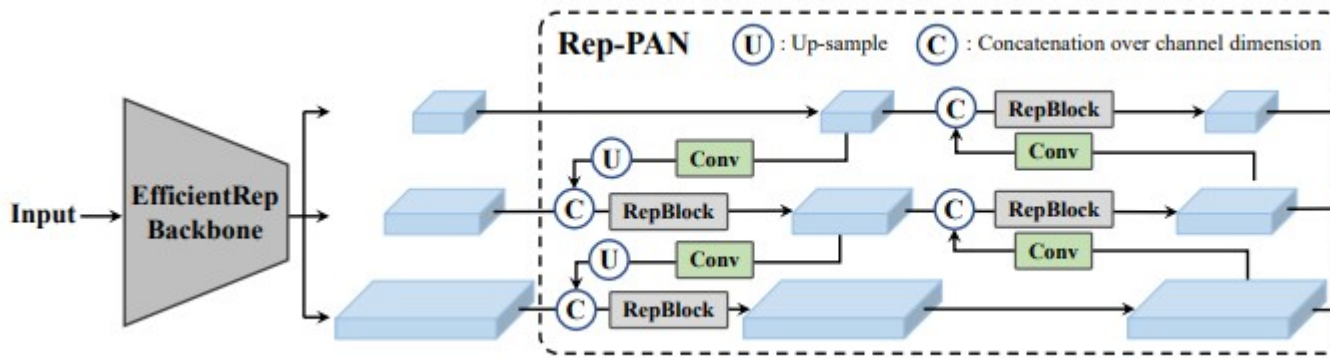 Rep-PAN U : Up-sample C : Concatenation over channel dimension
C RepBlock
Conv
U Conv
Input EfficientRep
Backbone
C RepBlock C RepBlock
Conv
U Conv
C RepBlock